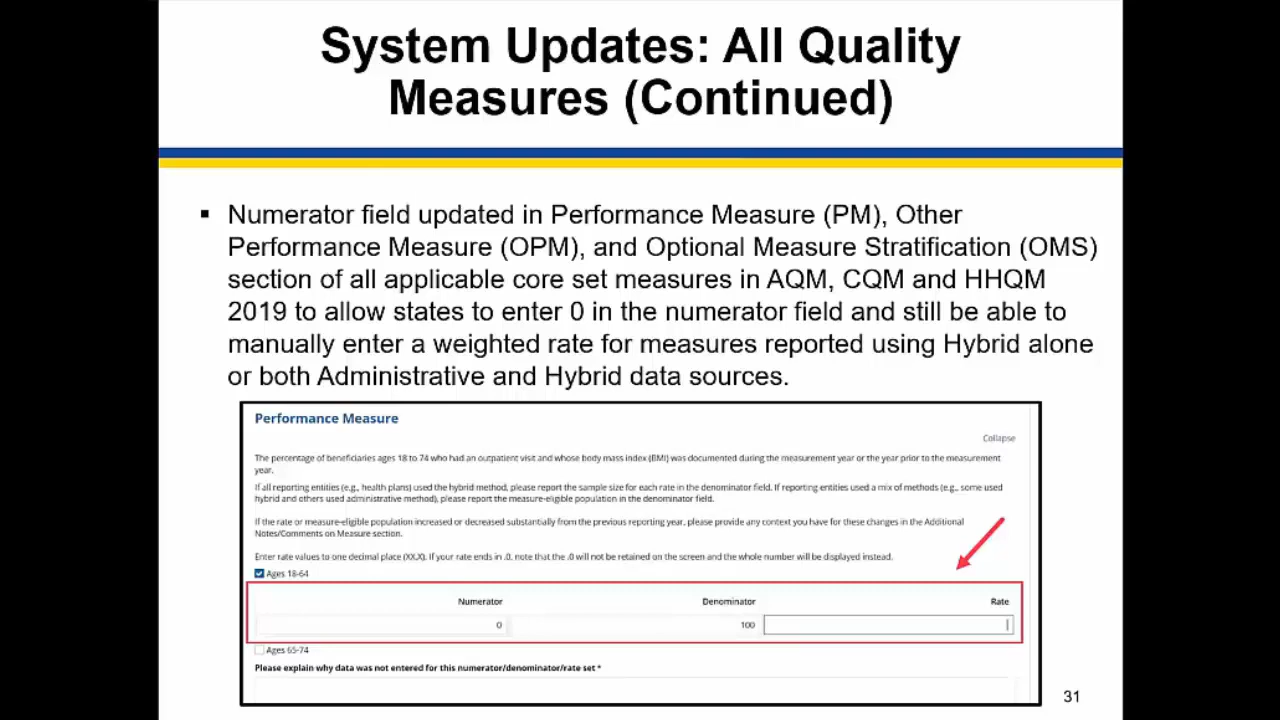 System Updates: All Quality
Measures (Continued)
▪ Numerator field updated in Performance Measure (PM), Other
Performance Measure (OPM), and Optional Measure Stratification (OMS)
section of all applicable core set measures in AQM, CQM and HHQM
2019 to allow states to enter 0 in the numerator field and still be able to
manually enter a weighted rate for measures reported using Hybrid alone
or both Administrative and Hybrid data sources.
Performance Measure
Collapse
The percentage of beneficiaries ages 18 to 74 who had an outpatient visit and whose body mass index (BMI) was documented during the measurement year or the year prior to the measurement
year.
If all reporting entities (e.g., health plans) used the hybrid method, please report the sample size for each rate in the denominator field. If reporting entities used a mix of methods (e.g., some used
hybrid and others used administrative method), please report the measure-eligible population in the denominator field.
If the rate or measure-eligible population increased or decreased substantially from the previous reporting year, please provide any context you have for these changes in the Additional
Notes/Comments on Measure section.
Enter rate values to one decimal place (XX.X). If your rate ends in .0, note that the .0 will not be retained on the screen and the whole number will be displayed instead.
Ages 18-64
Numerator Denominator Rate
0 100
Ages 65-74
Please explain why data was not entered for this numerator/denominator/rate set *
31